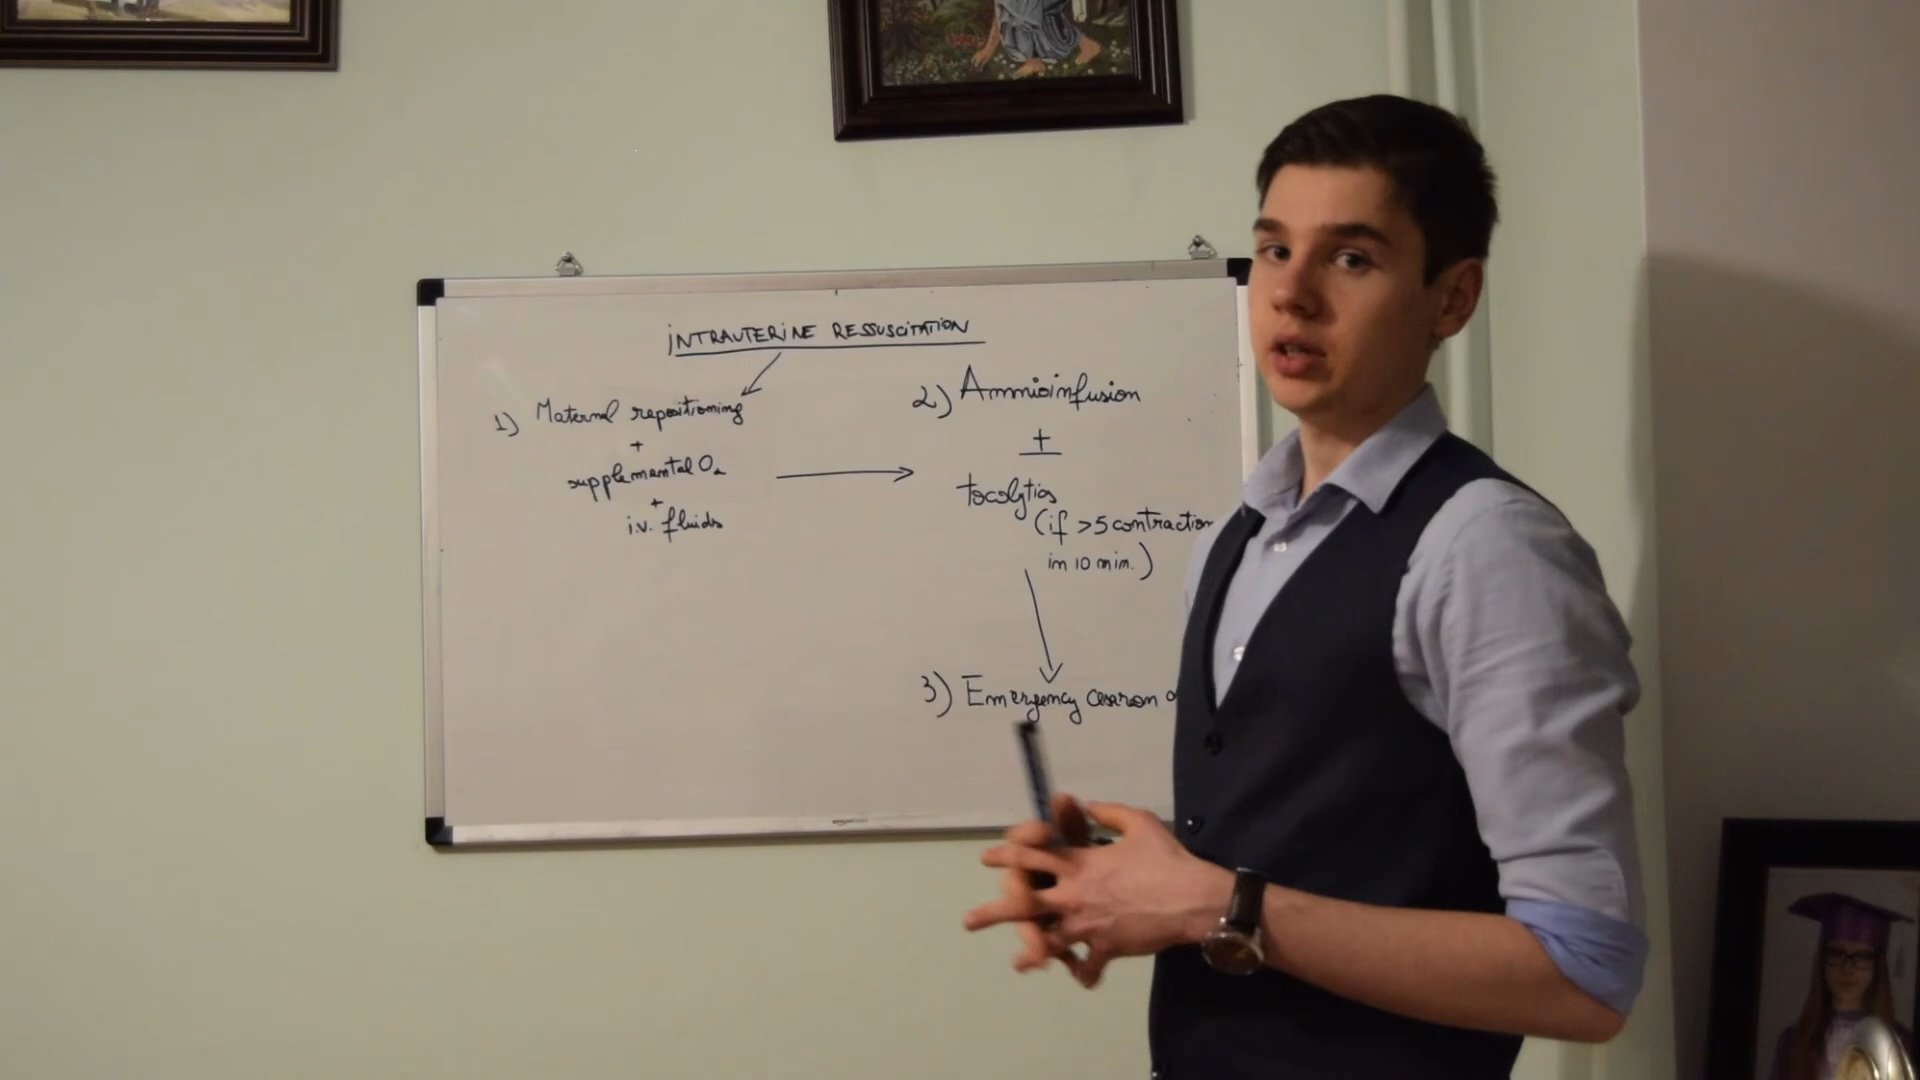 iNTRAUTERiNE RESSUSCiTATiON
1) Maternal repositioning
+
supplemental O₂
+
i.v. fluids
2) Amnioinfusion
+
tocolytics
(if >5 contraction
in 10 min.)
3) Emergency